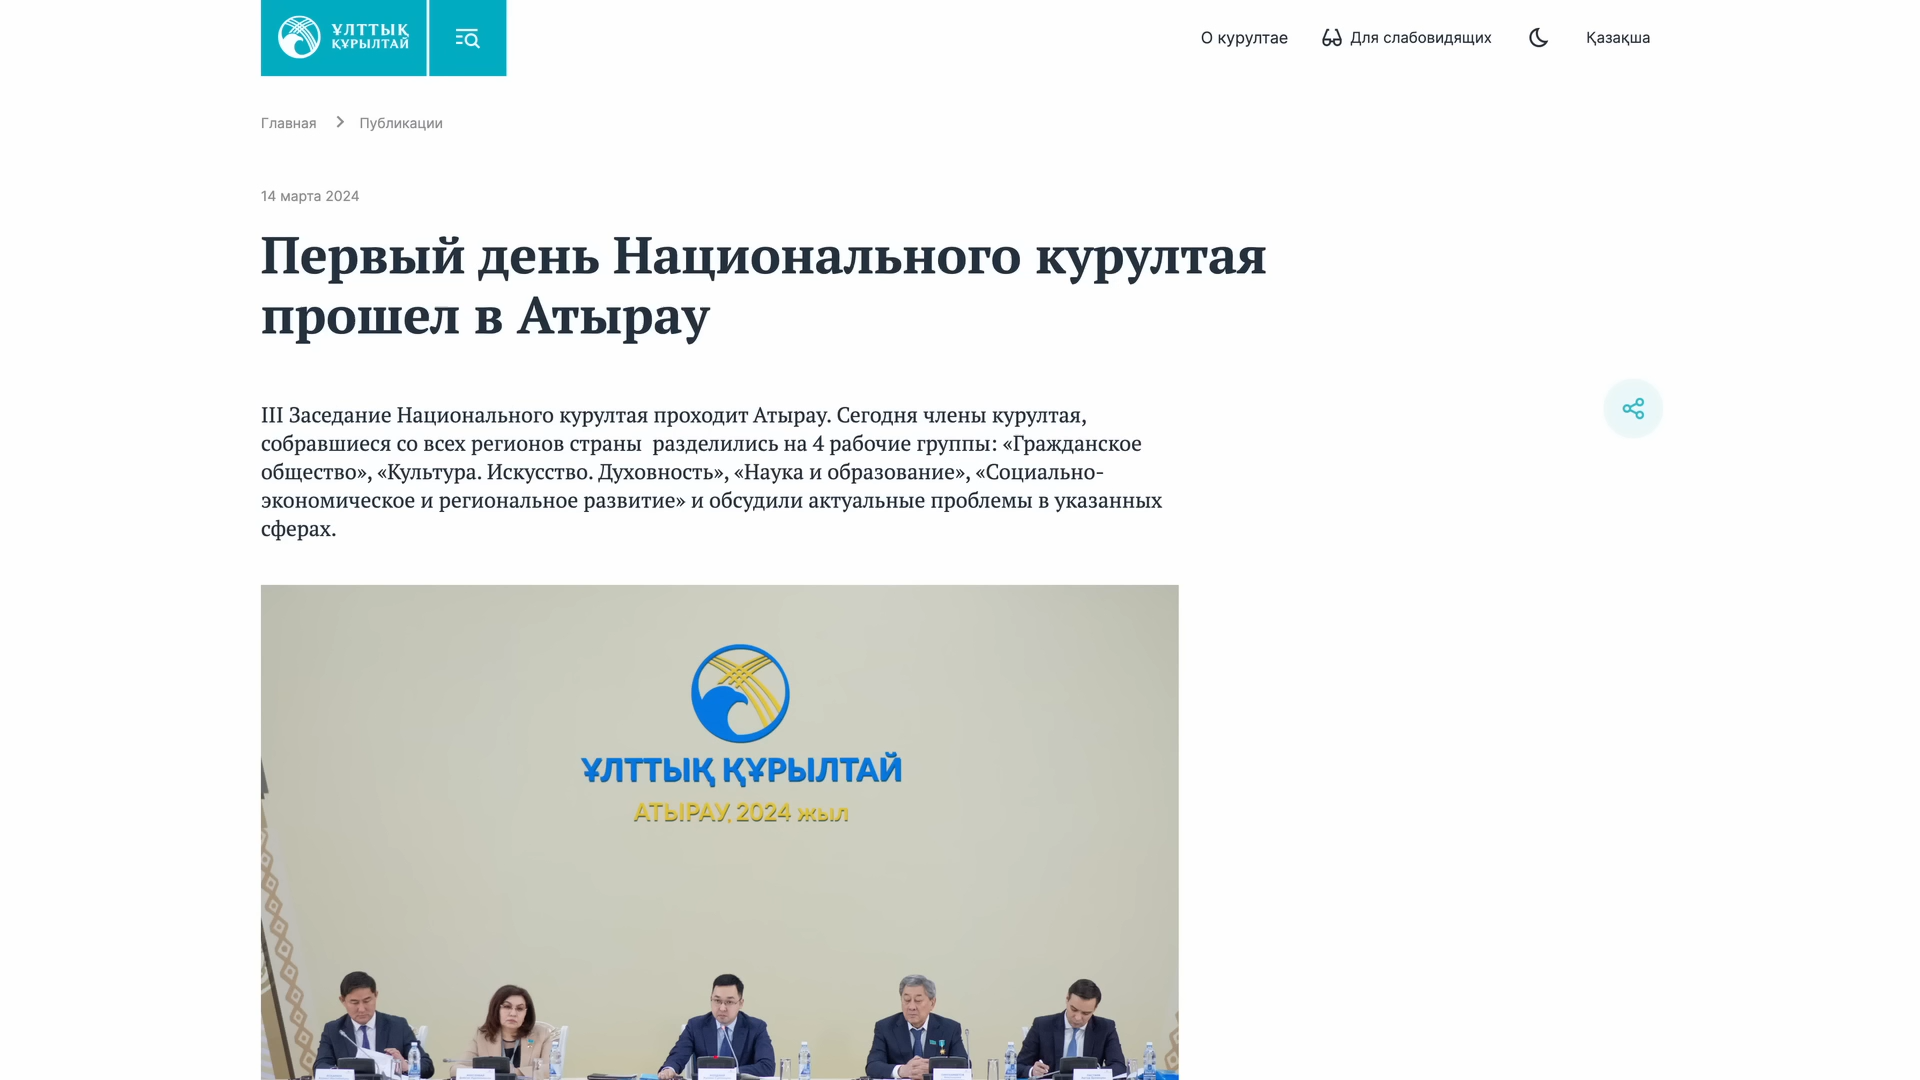 ҰЛТТЫҚ
ҚҰРЫЛТАЙ
О курултае
Для слабовидящих
Қазақша
Главная
Публикации
14 марта 2024
Первый день Национального курултая
прошел в Атырау
III Заседание Национального курултая проходит Атырау. Сегодня члены курултая,
собравшиеся со всех регионов страны разделились на 4 рабочие группы: «Гражданское
общество», «Культура. Искусство. Духовность», «Наука и образование», «Социально-
экономическое и региональное развитие» и обсудили актуальные проблемы в указанных
сферах.
ҰЛТТЫҚ ҚҰРЫЛТАЙ
АТЫРАУ, 2024 жыл